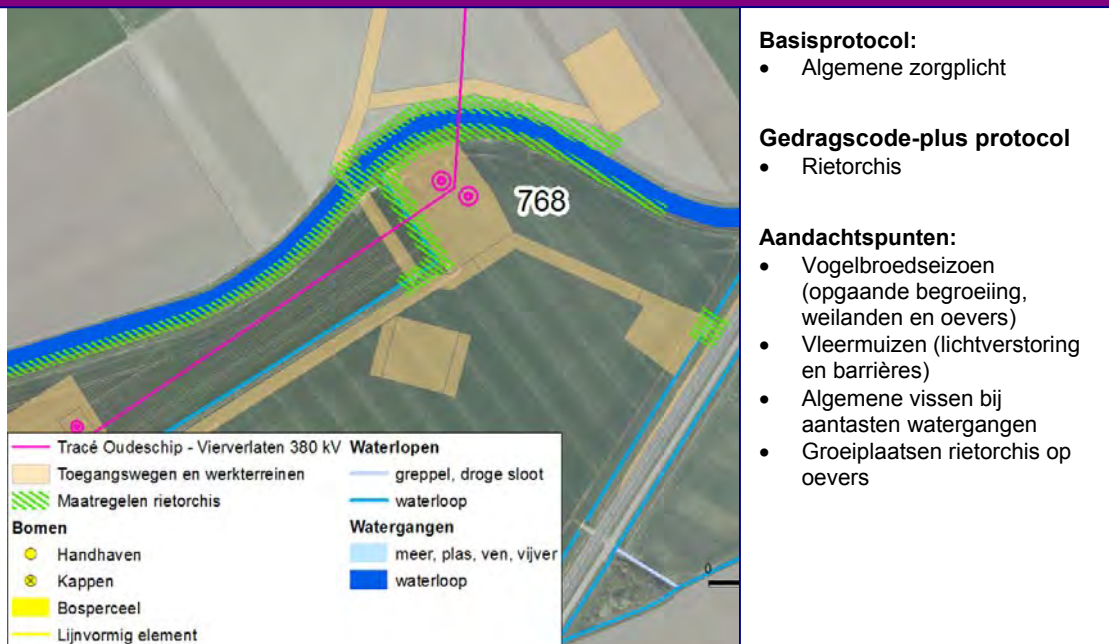 768
Tracé Oudeschip - Vierverlaten 380 kV
Toegangswegen en werkterreinen
Maatregelen rietorchis
Bomen
Handhaven
Kappen
Bosperceel
Lijnvormig element
Waterlopen
greppel, droge sloot
waterloop
Watergangen
meer, plas, ven, vijver
waterloop
0
Basisprotocol:
• Algemene zorgplicht
Gedragscode-plus protocol
• Rietorchis
Aandachtspunten:
• Vogelbroedseizoen
(opgaande begroeiing,
weilanden en oevers)
• Vleermuizen (lichtverstoring
en barrières)
• Algemene vissen bij
aantasten watergangen
• Groeiplaatsen rietorchis op
oevers